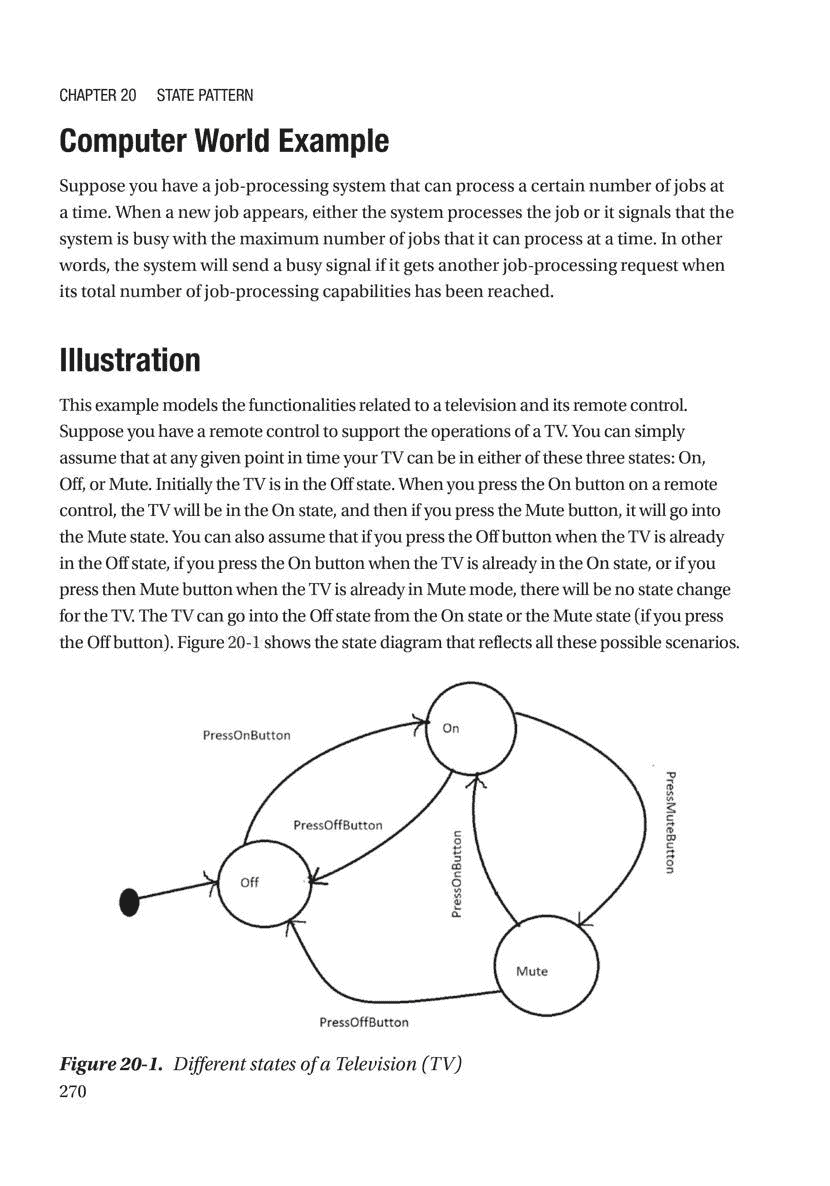 CHAPTER 20 STATE PATTERN
Computer World Example
Suppose you have a job-processing system that can process a certain number of jobs at
a time. When a new job appears, either the system processes the job or it signals that the
system is busy with the maximum number of jobs that it can process at a time. In other
words, the system will send a busy signal if it gets another job-processing request when
its total number of job-processing capabilities has been reached.
Illustration
This example models the functionalities related to a television and its remote control.
Suppose you have a remote control to support the operations of a TV. You can simply
assume that at any given point in time your TV can be in either of these three states: On,
Off, or Mute. Initially the TV is in the Off state. When you press the On button on a remote
control, the TV will be in the On state, and then if you press the Mute button, it will go into
the Mute state. You can also assume that if you press the Off button when the TV is already
in the Off state, if you press the On button when the TV is already in the On state, or if you
press then Mute button when the TV is already in Mute mode, there will be no state change
for the TV. The TV can go into the Off state from the On state or the Mute state (if you press
the Off button). Figure 20-1 shows the state diagram that reflects all these possible scenarios.
On
PressOnButton
PressMuteButton
PressOffButton
PressOnButton
Off
Mute
PressOffButton
Figure 20-1. Different states of a Television (TV)
270